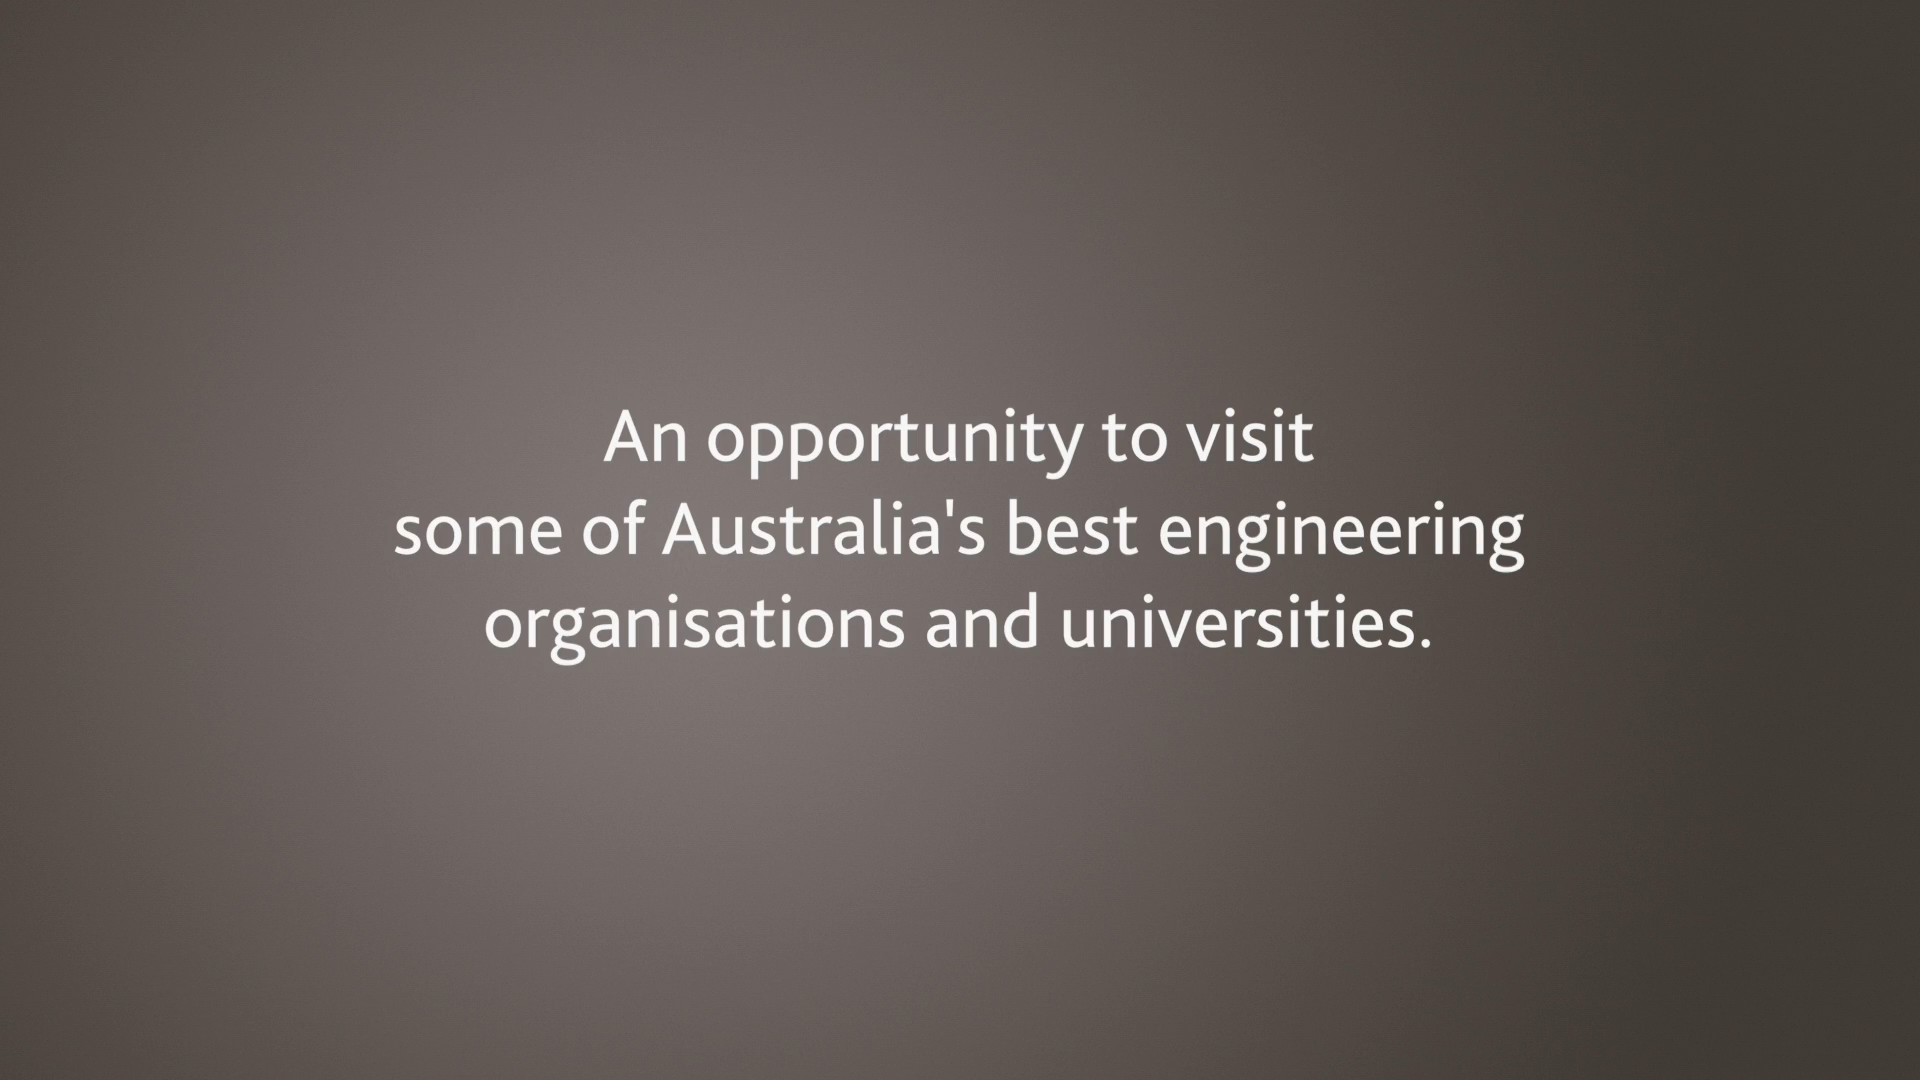 An opportunity to visit
some of Australia's best engineering
organisations and universities.